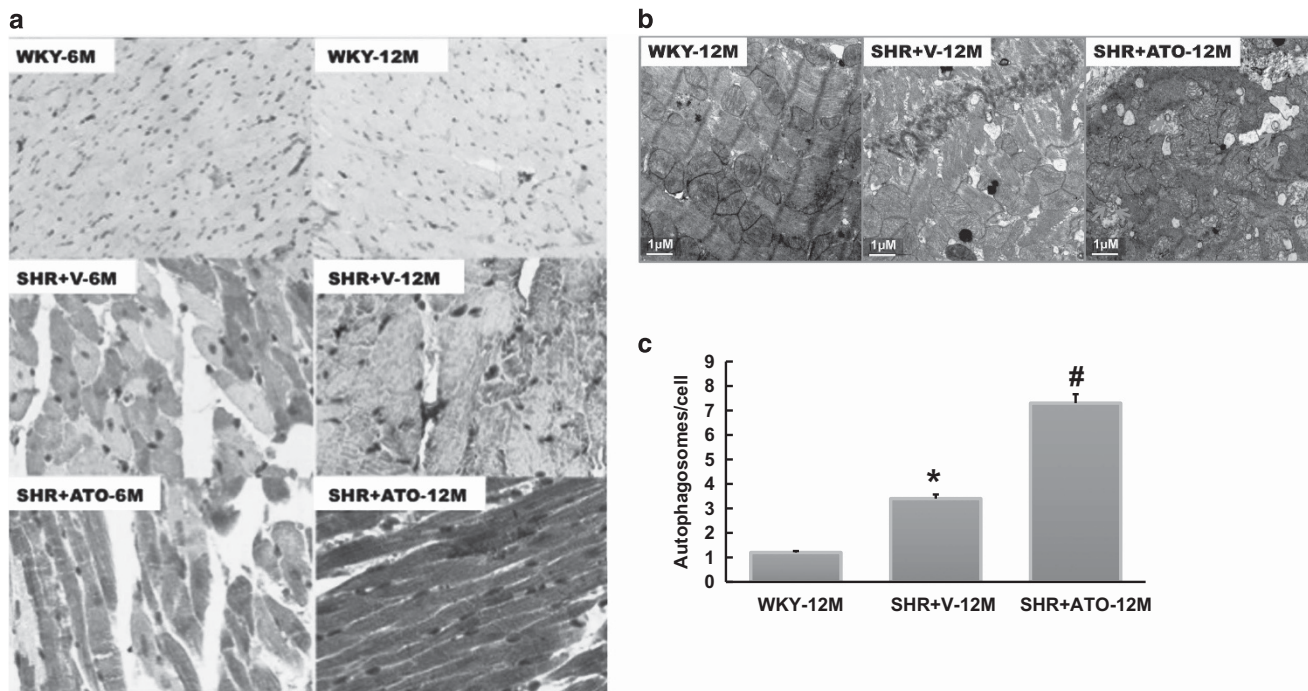 a
WKY-6M
WKY-12M
SHR+V-6M
SHR+V-12M
SHR+ATO-6M
SHR+ATO-12M
b
WKY-12M
SHR+V-12M
SHR+ATO-12M
1µM
1µM
1µM
c
Autophagosomes/cell
9
8
7
6
5
4
3
2
1
0
*
#
WKY-12M
SHR+V-12M
SHR+ATO-12M